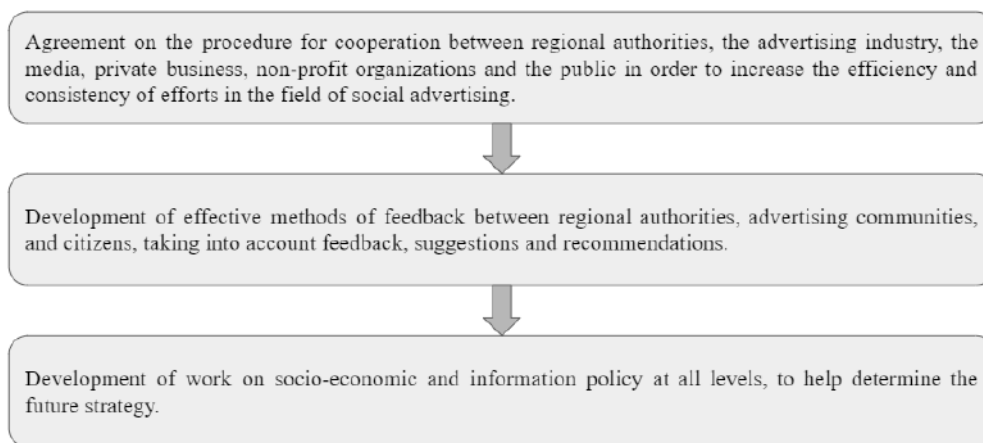 Agreement on the procedure for cooperation between regional authorities, the advertising industry, the
media, private business, non-profit organizations and the public in order to increase the efficiency and
consistency of efforts in the field of social advertising.
Development of effective methods of feedback between regional authorities, advertising communities,
and citizens, taking into account feedback, suggestions and recommendations.
Development of work on socio-economic and information policy at all levels, to help determine the
future strategy.